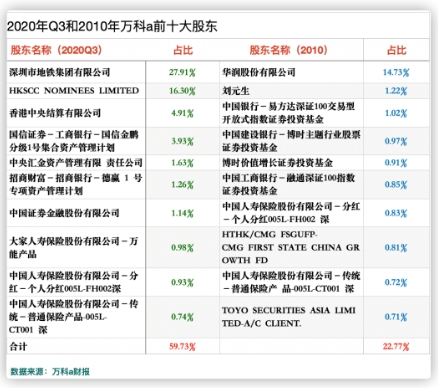 2020年Q3和2010年万科a前十大股东
股东名称（2020Q3） 占比 股东名称（2010） 占比
深圳市地铁集团有限公司 27.91% 华润股份有限公司 14.73%
HKSCC NOMINEES LIMITED 16.30% 刘元生 1.22%
香港中央结算有限公司 4.91% 中国银行－易方达深证100交易型
开放式指数证券投资基金 1.02%
国信证券－工商银行－国信金鹏
分级1号集合资产管理计划 3.93% 中国建设银行－博时主题行业股票
证券投资基金 0.97%
中央汇金资产管理有限 责任公司 1.63% 博时价值增长证券投资基金 0.91%
招商财富－招商银行－德赢 1 号
专项资产管理计划 1.26% 中国工商银行－融通深证100指数
证券投资基金 0.85%
中国证券金融股份有限公司 1.14% 中国人寿保险股份有限公司－分红
－个人分红005L-FH002 深 0.83%
大家人寿保险股份有限公司－万
能产品 0.98% HTHK/CMG FSGUFP-
CMG FIRST STATE CHINA GR
OWTH FD 0.81%
中国人寿保险股份有限公司－分
红－个人分红005L-FH002深 0.93% 中国人寿保险股份有限公司－传统
－普通保险产 品-005L-CT001 深 0.72%
中国人寿保险股份有限公司－传
统－普通保险产品-005L-
CT001 深 0.74% TOYO SECURITIES ASIA LIMI
TED-A/C CLIENT. 0.71%
合计 59.73% 22.77%
数据来源：万科a财报